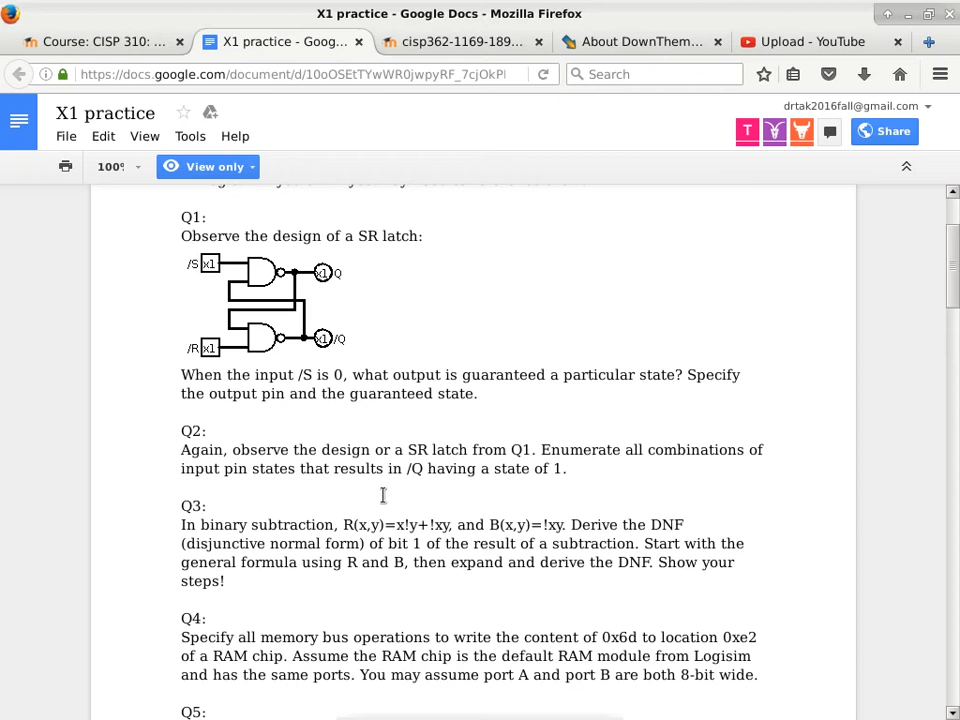 X1 practice - Google Docs - Mozilla Firefox
Course: CISP 310: ...
X1 practice - Goog...
cisp362-1169-189...
About DownThem...
Upload - YouTube
https://docs.google.com/document/d/10oOSEtTYwWR0jwpyRF_7cjOkPl
Search
X1 practice
drtak2016fall@gmail.com
File Edit View Tools Help
T
Share
100%
View only
Q1:
Observe the design of a SR latch:
/S x1 x1 Q
/R x1 x1 /Q
When the input /S is 0, what output is guaranteed a particular state? Specify
the output pin and the guaranteed state.
Q2:
Again, observe the design or a SR latch from Q1. Enumerate all combinations of
input pin states that results in /Q having a state of 1.
Q3:
In binary subtraction, R(x,y)=x!y+!xy, and B(x,y)=!xy. Derive the DNF
(disjunctive normal form) of bit 1 of the result of a subtraction. Start with the
general formula using R and B, then expand and derive the DNF. Show your
steps!
Q4:
Specify all memory bus operations to write the content of 0x6d to location 0xe2
of a RAM chip. Assume the RAM chip is the default RAM module from Logisim
and has the same ports. You may assume port A and port B are both 8-bit wide.
Q5: